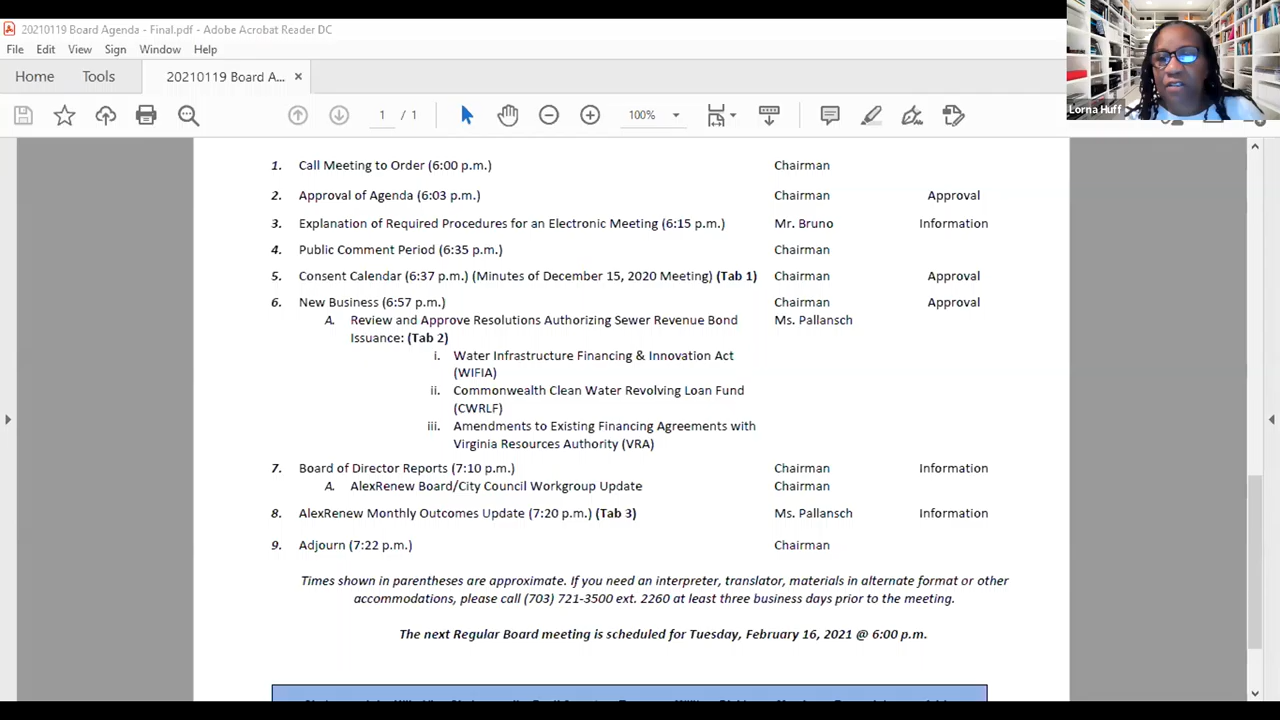 20210119 Board Agenda - Final.pdf - Adobe Acrobat Reader DC
File Edit View Sign Window Help
Home Tools 20210119 Board A... ×
/ 1 100%
Lorna Huff
1. Call Meeting to Order (6:00 p.m.) Chairman
2. Approval of Agenda (6:03 p.m.) Chairman Approval
3. Explanation of Required Procedures for an Electronic Meeting (6:15 p.m.) Mr. Bruno Information
4. Public Comment Period (6:35 p.m.) Chairman
5. Consent Calendar (6:37 p.m.) (Minutes of December 15, 2020 Meeting) (Tab 1) Chairman Approval
6. New Business (6:57 p.m.) Chairman Approval
A. Review and Approve Resolutions Authorizing Sewer Revenue Bond Ms. Pallansch
Issuance: (Tab 2)
i. Water Infrastructure Financing & Innovation Act
(WIFIA)
ii. Commonwealth Clean Water Revolving Loan Fund
(CWRLF)
iii. Amendments to Existing Financing Agreements with
Virginia Resources Authority (VRA)
7. Board of Director Reports (7:10 p.m.) Chairman Information
A. AlexRenew Board/City Council Workgroup Update Chairman
8. AlexRenew Monthly Outcomes Update (7:20 p.m.) (Tab 3) Ms. Pallansch Information
9. Adjourn (7:22 p.m.) Chairman
Times shown in parentheses are approximate. If you need an interpreter, translator, materials in alternate format or other
accommodations, please call (703) 721-3500 ext. 2260 at least three business days prior to the meeting.
The next Regular Board meeting is scheduled for Tuesday, February 16, 2021 @ 6:00 p.m.